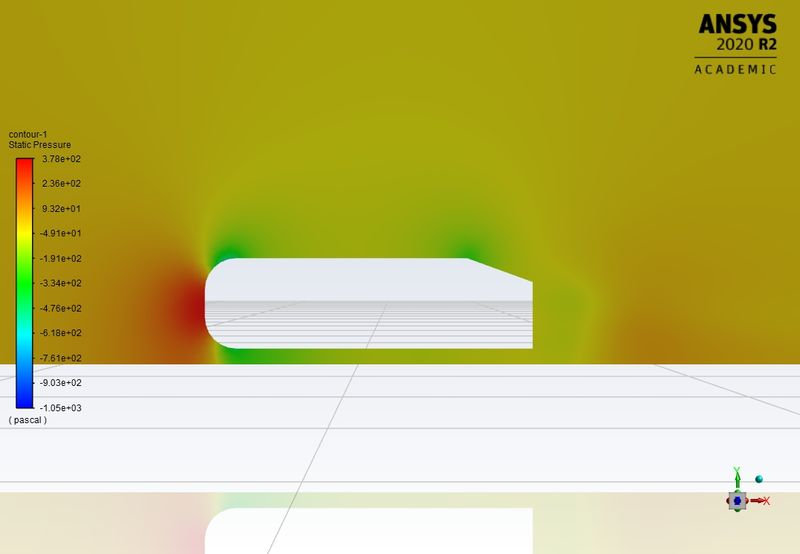 ANSYS
2020 R2
ACADEMIC
contour-1
Static Pressure
3.78e+02
2.36e+02
9.32e+01
-4.91e+01
-1.91e+02
-3.34e+02
-4.76e+02
-6.18e+02
-7.61e+02
-9.03e+02
-1.05e+03
( pascal )
Y
X